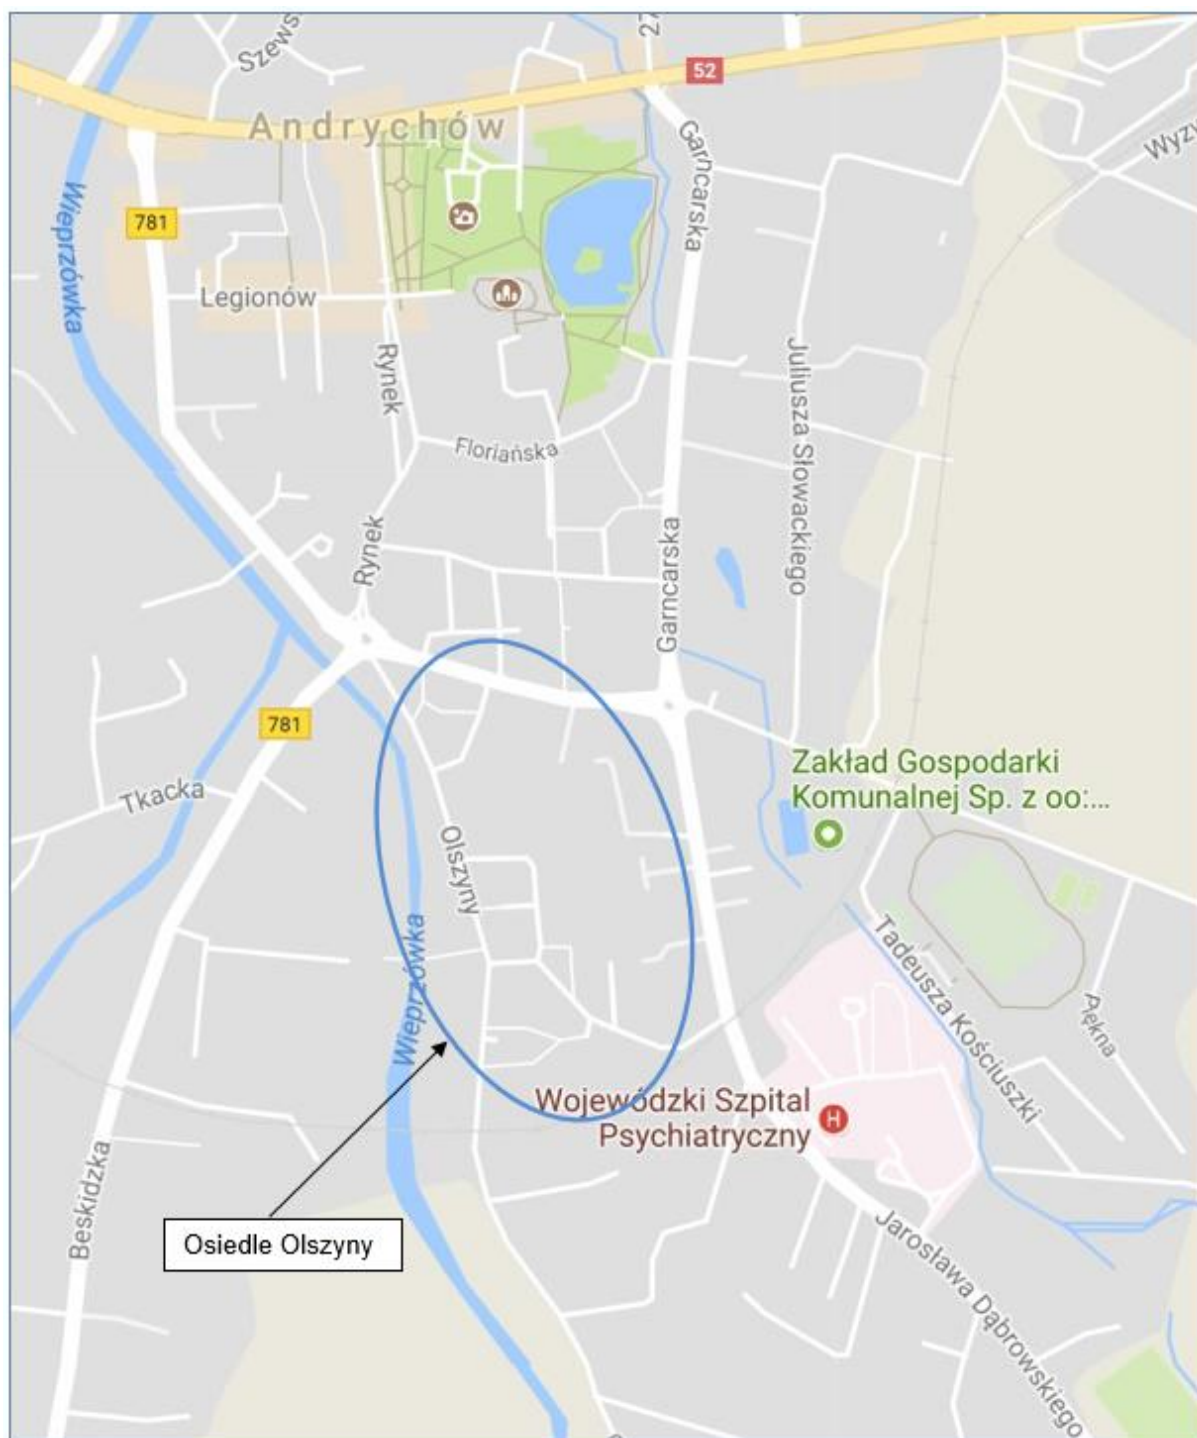 Szews
52
Andrychów
Garncarska
Wyzw
Wieprzówka
781
Legionów
Rynek
Juliusza Słowackiego
Floriańska
Rynek
Garncarska
781
Zakład Gospodarki
Komunalnej Sp. z oo:...
Tkacka
Olszyny
Wieprzówka
Tadeusza Kościuszki
Piękna
Wojewódzki Szpital
Psychiatryczny
H
Beskidzka
Osiedle Olszyny
Jarosława Dąbrowskiego